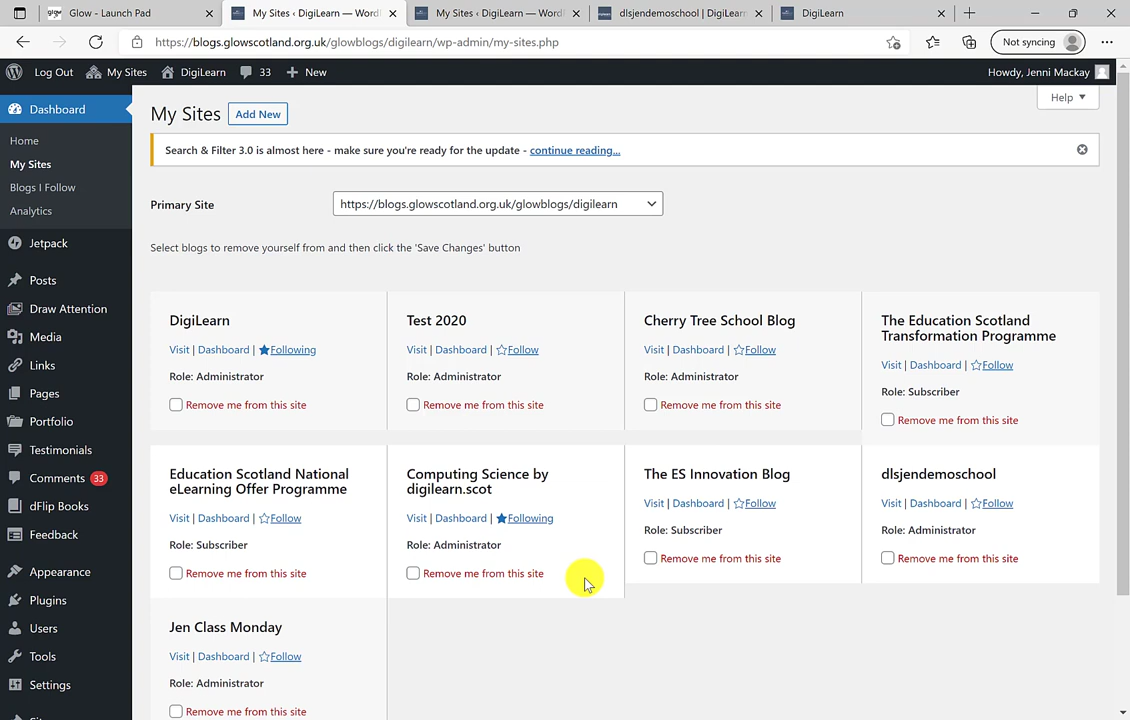 Glow - Launch Pad
My Sites ‹ DigiLearn — WordI
My Sites ‹ DigiLearn — WordI
dlsjendemoschool | DigiLearn
DigiLearn
https://blogs.glowscotland.org.uk/glowblogs/digilearn/wp-admin/my-sites.php
Not syncing
Log Out
My Sites
DigiLearn
33
New
Howdy, Jenni Mackay
Dashboard
Home
My Sites
Blogs I Follow
Analytics
Jetpack
Posts
Draw Attention
Media
Links
Pages
Portfolio
Testimonials
Comments 33
dFlip Books
Feedback
Appearance
Plugins
Users
Tools
Settings
Help
My Sites
Add New
Search & Filter 3.0 is almost here - make sure you're ready for the update - continue reading...
Primary Site
https://blogs.glowscotland.org.uk/glowblogs/digilearn
Select blogs to remove yourself from and then click the 'Save Changes' button
DigiLearn
Visit | Dashboard | Following
Role: Administrator
Remove me from this site
Test 2020
Visit | Dashboard | Follow
Role: Administrator
Remove me from this site
Cherry Tree School Blog
Visit | Dashboard | Follow
Role: Administrator
Remove me from this site
The Education Scotland
Transformation Programme
Visit | Dashboard | Follow
Role: Subscriber
Remove me from this site
Education Scotland National
eLearning Offer Programme
Visit | Dashboard | Follow
Role: Subscriber
Remove me from this site
Computing Science by
digilearn.scot
Visit | Dashboard | Following
Role: Administrator
Remove me from this site
The ES Innovation Blog
Visit | Dashboard | Follow
Role: Subscriber
Remove me from this site
dlsjendemoschool
Visit | Dashboard | Follow
Role: Administrator
Remove me from this site
Jen Class Monday
Visit | Dashboard | Follow
Role: Administrator
Remove me from this site